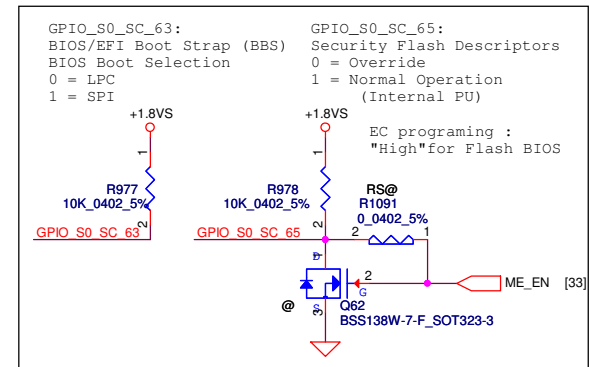 GPIO_S0_SC_63:
BIOS/EFI Boot Strap (BBS)
BIOS Boot Selection
0 = LPC
1 = SPI
GPIO_S0_SC_65:
Security Flash Descriptors
0 = Override
1 = Normal Operation
(Internal PU)
+1.8VS
+1.8VS
EC programing :
"High"for Flash BIOS
1
R977
10K_0402_5%
2
GPIO_S0_SC_63
1
R978
10K_0402_5%
2
GPIO_S0_SC_65
RS@
R1091
0_0402_5%
2
1
D
1
2
G
S
3
@
Q62
BSS138W-7-F_SOT323-3
ME_EN [33]